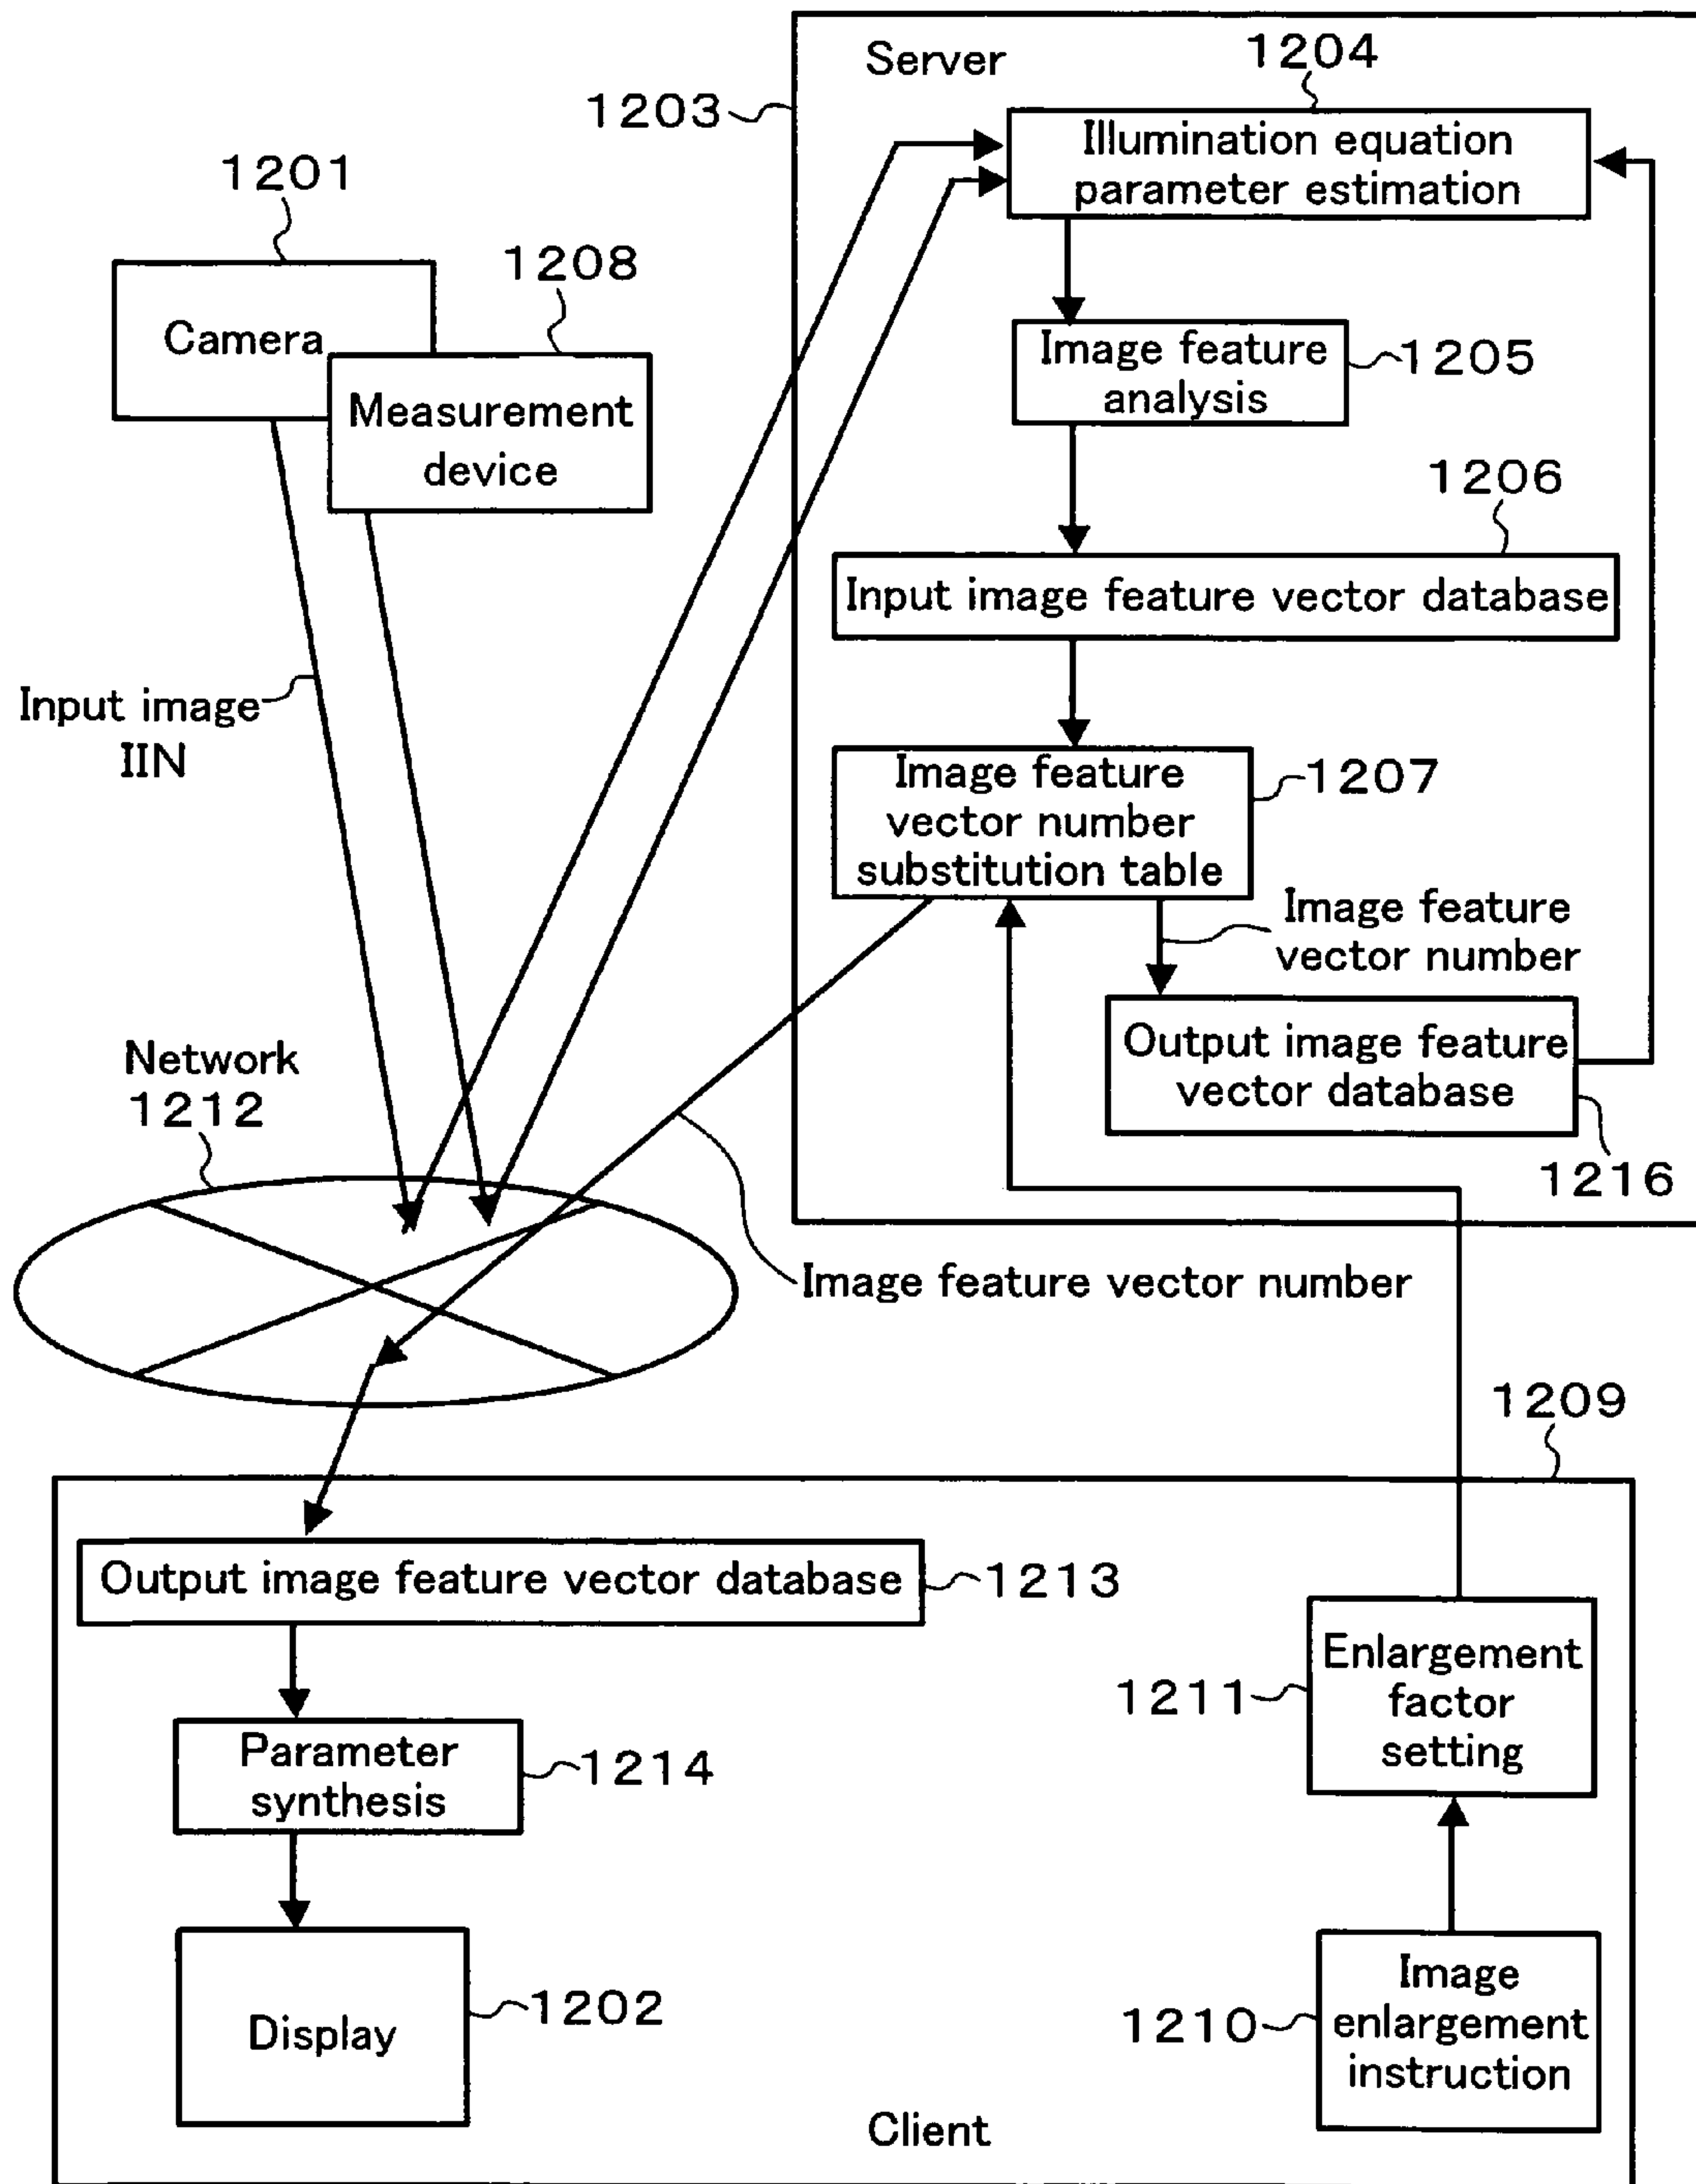 Server
1203
1204
Illumination equation
parameter estimation
1201
Camera
1208
Measurement
device
Image feature
analysis
1205
1206
Input image feature vector database
Input image
IIN
Image feature
vector number
substitution table
1207
Image feature
vector number
Output image feature
vector database
1216
Network
1212
Image feature vector number
1209
Output image feature vector database
1213
Parameter
synthesis
1214
Display
1202
Enlargement
factor
setting
1211
Image
enlargement
instruction
1210
Client